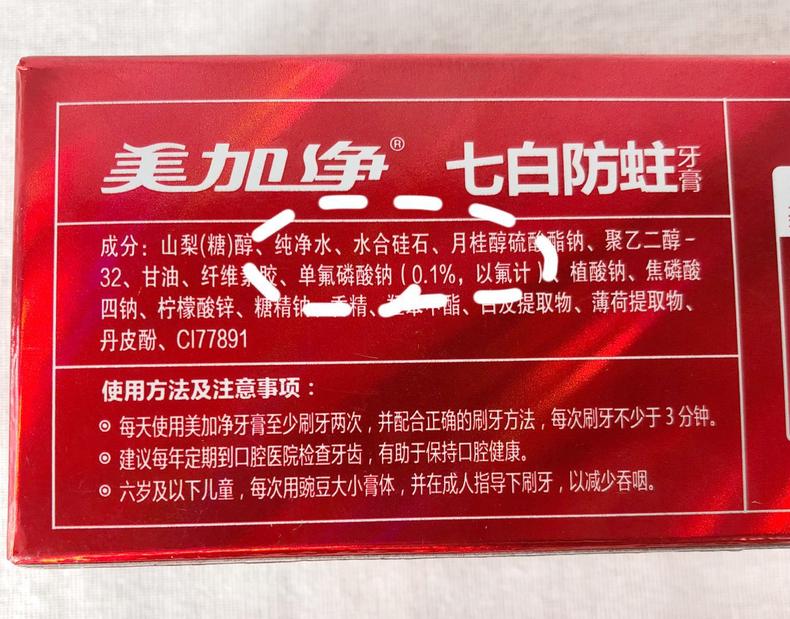 美加净® 七白防蛀牙膏
成分：山梨(糖)醇、纯净水、水合硅石、月桂醇硫酸酯钠、聚乙二醇-
32、甘油、纤维素胶、单氟磷酸钠（0.1%，以氟计）、植酸钠、焦磷酸
四钠、柠檬酸锌、糖精钠、香精、羟苯甲酯、白及提取物、薄荷提取物、
丹皮酚、CI77891
使用方法及注意事项：
◎ 每天使用美加净牙膏至少刷牙两次，并配合正确的刷牙方法，每次刷牙不少于3分钟。
◎ 建议每年定期到口腔医院检查牙齿，有助于保持口腔健康。
◎ 六岁及以下儿童，每次用豌豆大小膏体，并在成人指导下刷牙，以减少吞咽。